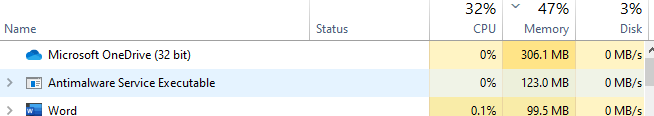 32% 47% 3%
Name Status CPU Memory Disk
Microsoft OneDrive (32 bit) 0% 306.1 MB 0 MB/s
Antimalware Service Executable 0% 123.0 MB 0 MB/s
Word 0.1% 99.5 MB 0 MB/s